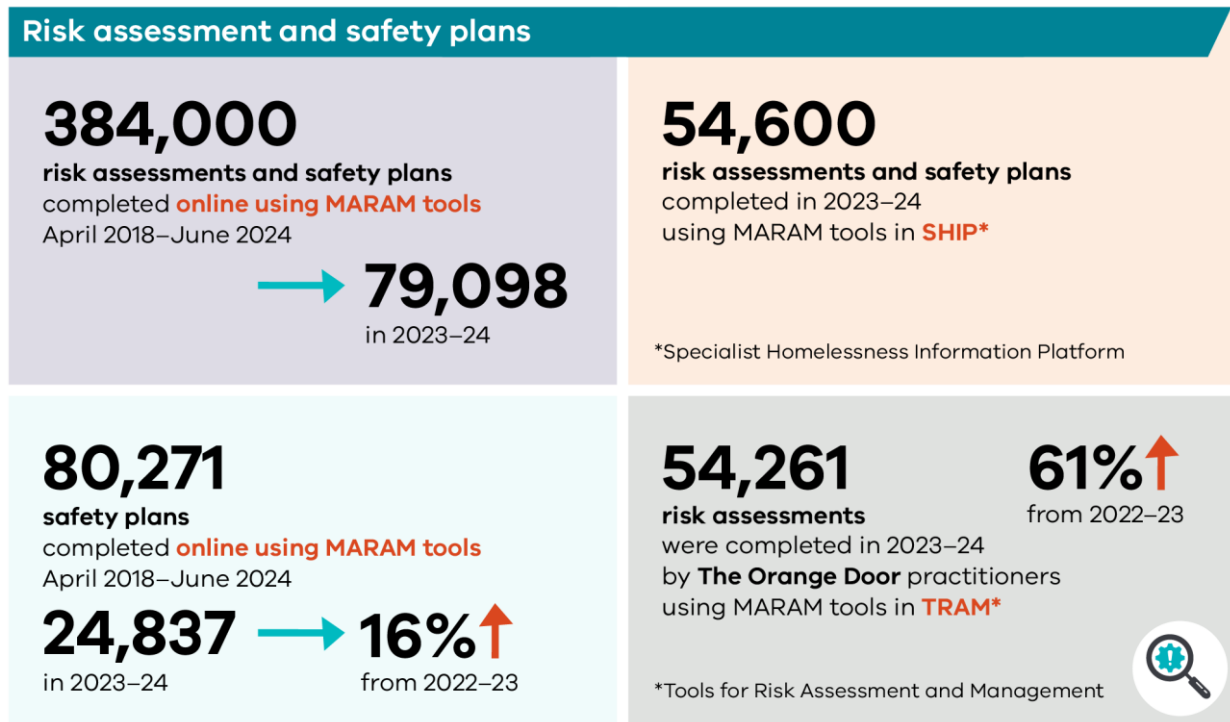 Risk assessment and safety plans
384,000
risk assessments and safety plans
completed online using MARAM tools
April 2018–June 2024
79,098
in 2023–24
54,600
risk assessments and safety plans
completed in 2023–24
using MARAM tools in SHIP*
*Specialist Homelessness Information Platform
80,271
safety plans
completed online using MARAM tools
April 2018–June 2024
24,837
in 2023–24
16%
from 2022–23
54,261
risk assessments
were completed in 2023–24
by The Orange Door practitioners
using MARAM tools in TRAM*
61%
from 2022–23
*Tools for Risk Assessment and Management